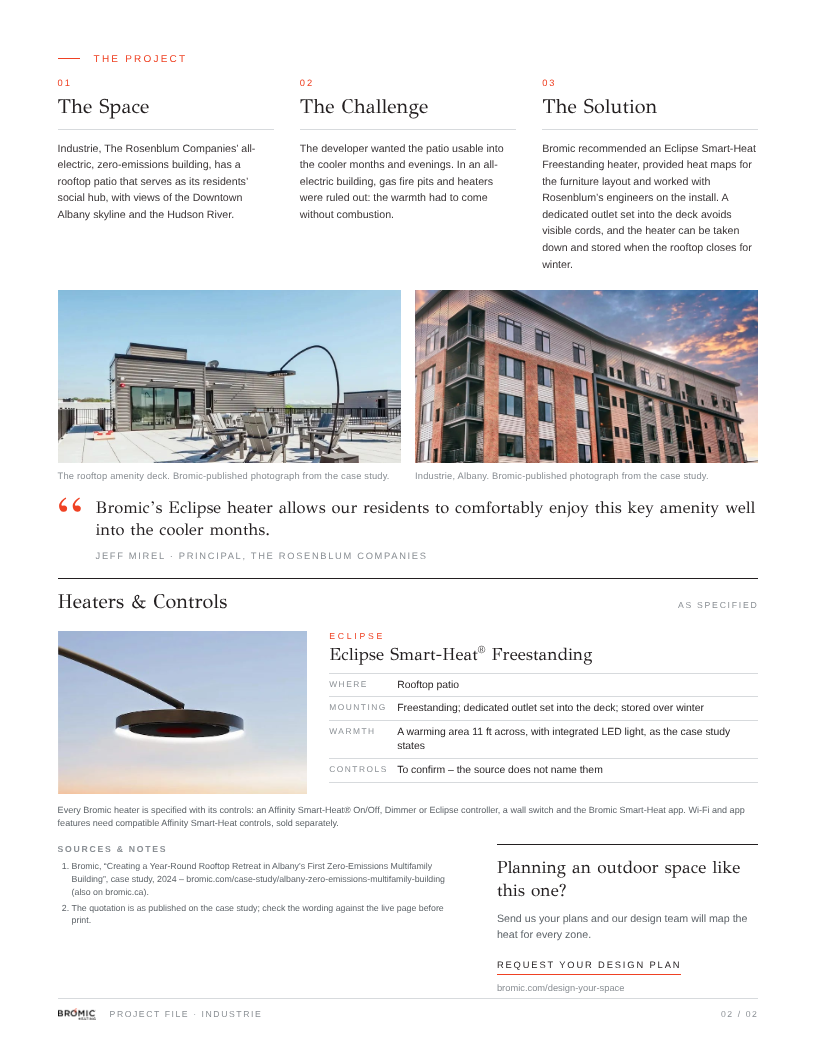 THE PROJECT
01
The Space
Industrie, The Rosenblum Companies’ all-
electric, zero-emissions building, has a
rooftop patio that serves as its residents’
social hub, with views of the Downtown
Albany skyline and the Hudson River.
02
The Challenge
The developer wanted the patio usable into
the cooler months and evenings. In an all-
electric building, gas fire pits and heaters
were ruled out: the warmth had to come
without combustion.
03
The Solution
Bromic recommended an Eclipse Smart-Heat
Freestanding heater, provided heat maps for
the furniture layout and worked with
Rosenblum’s engineers on the install. A
dedicated outlet set into the deck avoids
visible cords, and the heater can be taken
down and stored when the rooftop closes for
winter.
The rooftop amenity deck. Bromic-published photograph from the case study.
Industrie, Albany. Bromic-published photograph from the case study.
“ Bromic’s Eclipse heater allows our residents to comfortably enjoy this key amenity well
into the cooler months.
JEFF MIREL · PRINCIPAL, THE ROSENBLUM COMPANIES
Heaters & Controls
AS SPECIFIED
ECLIPSE
Eclipse Smart-Heat® Freestanding
WHERE Rooftop patio
MOUNTING Freestanding; dedicated outlet set into the deck; stored over winter
WARMTH A warming area 11 ft across, with integrated LED light, as the case study
states
CONTROLS To confirm – the source does not name them
Every Bromic heater is specified with its controls: an Affinity Smart-Heat® On/Off, Dimmer or Eclipse controller, a wall switch and the Bromic Smart-Heat app. Wi-Fi and app
features need compatible Affinity Smart-Heat controls, sold separately.
SOURCES & NOTES
1. Bromic, “Creating a Year-Round Rooftop Retreat in Albany’s First Zero-Emissions Multifamily
Building”, case study, 2024 – bromic.com/case-study/albany-zero-emissions-multifamily-building
(also on bromic.ca).
2. The quotation is as published on the case study; check the wording against the live page before
print.
Planning an outdoor space like
this one?
Send us your plans and our design team will map the
heat for every zone.
REQUEST YOUR DESIGN PLAN
bromic.com/design-your-space
BROMIC
HEATING
PROJECT FILE · INDUSTRIE
02 / 02